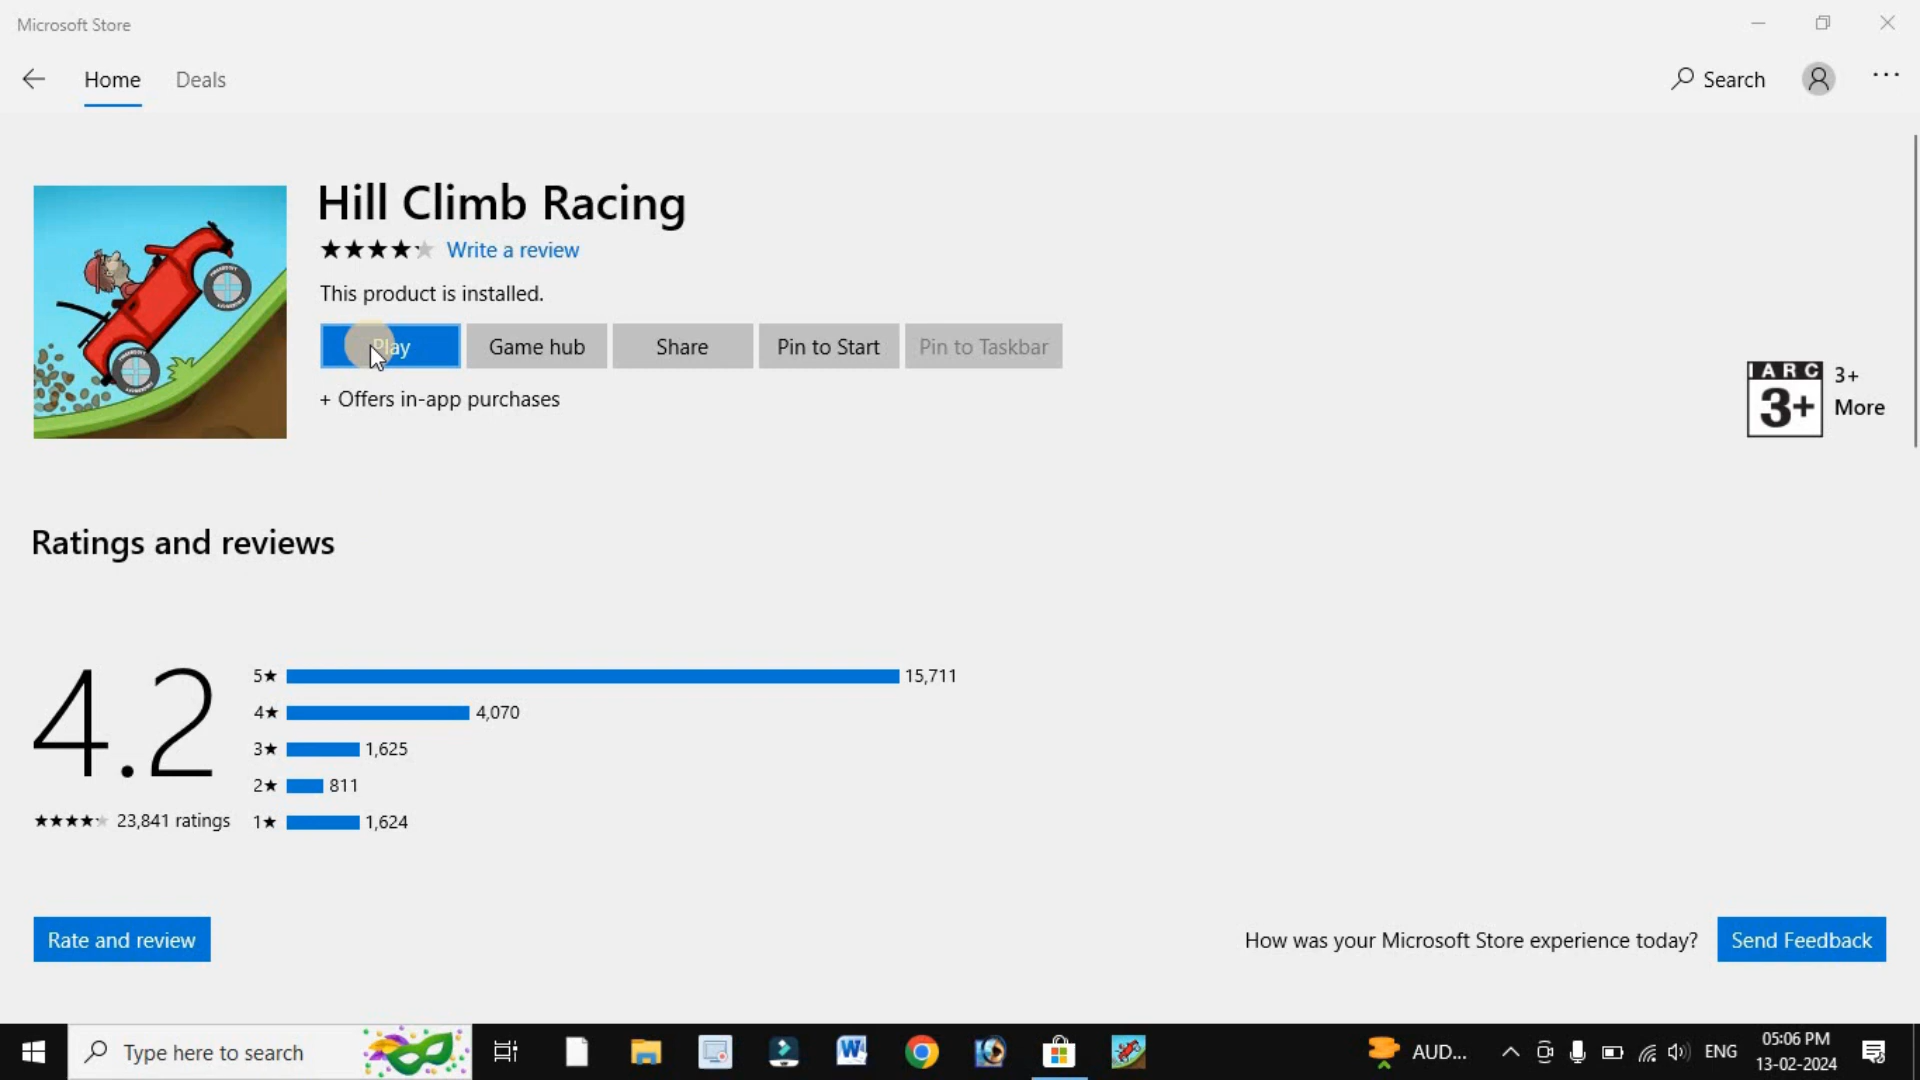 Microsoft Store
Home Deals
Search
Hill Climb Racing
★★★★★ Write a review
This product is installed.
Play Game hub Share Pin to Start Pin to Taskbar
+ Offers in-app purchases
IARC
3+
3+
More
Ratings and reviews
4.2
★★★★★ 23,841 ratings
5★ 15,711
4★ 4,070
3★ 1,625
2★ 811
1★ 1,624
Rate and review
How was your Microsoft Store experience today? Send Feedback
Type here to search
AUD...
ENG
05:06 PM
13-02-2024